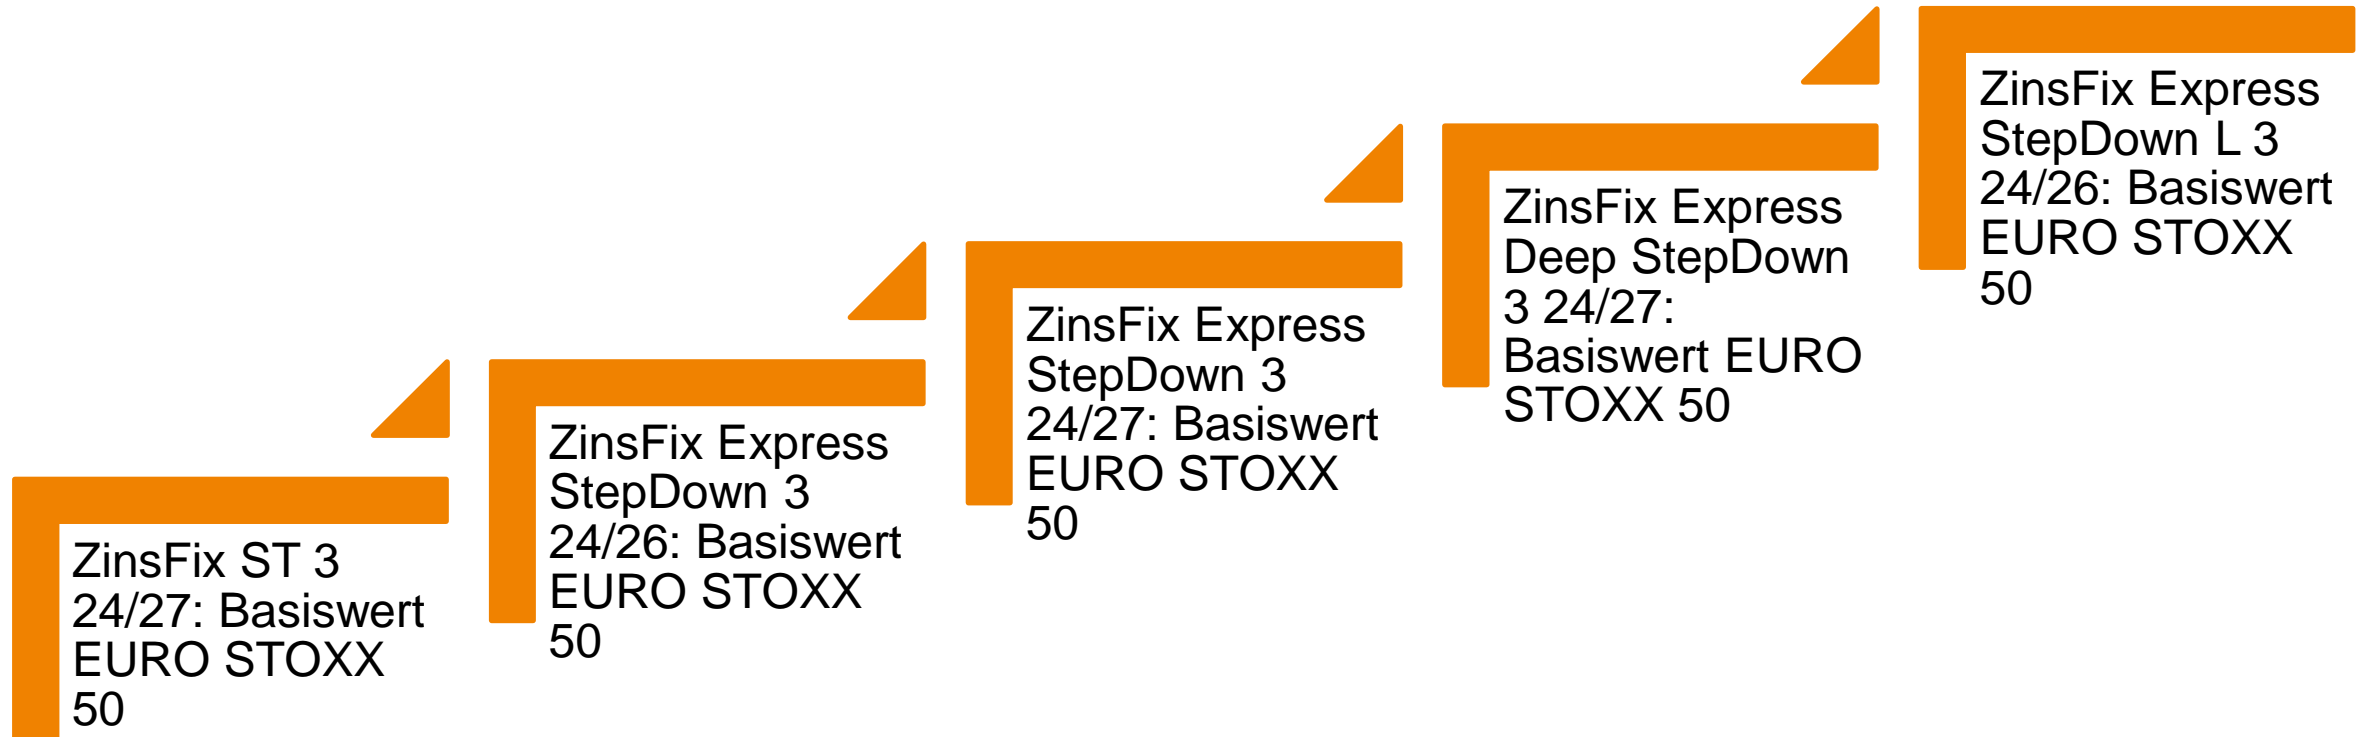 ZinsFix ST 3
24/27: Basiswert
EURO STOXX
50
ZinsFix Express
StepDown 3
24/26: Basiswert
EURO STOXX
50
ZinsFix Express
StepDown 3
24/27: Basiswert
EURO STOXX
50
ZinsFix Express
Deep StepDown
3 24/27:
Basiswert EURO
STOXX 50
ZinsFix Express
StepDown L 3
24/26: Basiswert
EURO STOXX
50